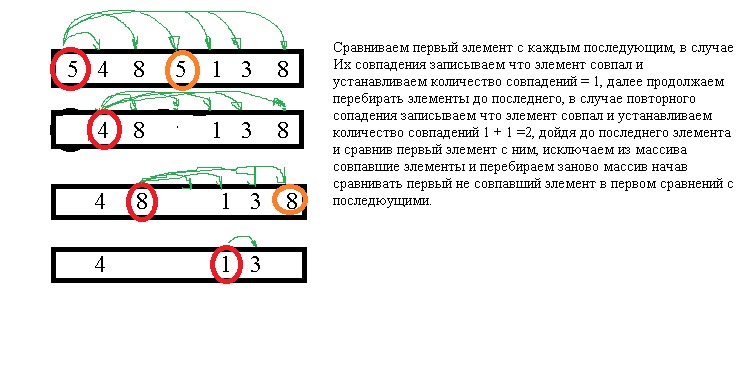 5 4 8 5 1 3 8
4 8 1 3 8
4 8 1 3 8
4 1 3
Сравниваем первый элемент с каждым последующим, в случае
Их совпадения записываем что элемент совпал и
устанавливаем количество совпадений = 1, далее продолжаем
перебирать элементы до последнего, в случае повторного
сопадения записываем что элемент совпал и устанавливаем
количество совпадений 1 + 1 =2, дойдя до последнего элемента
и сравнив первый элемент с ним, исключаем из массива
совпавшие элементы и перебираем заново массив начав
сравнивать первый не совпавший элемент в первом сравнений с
последюущими.